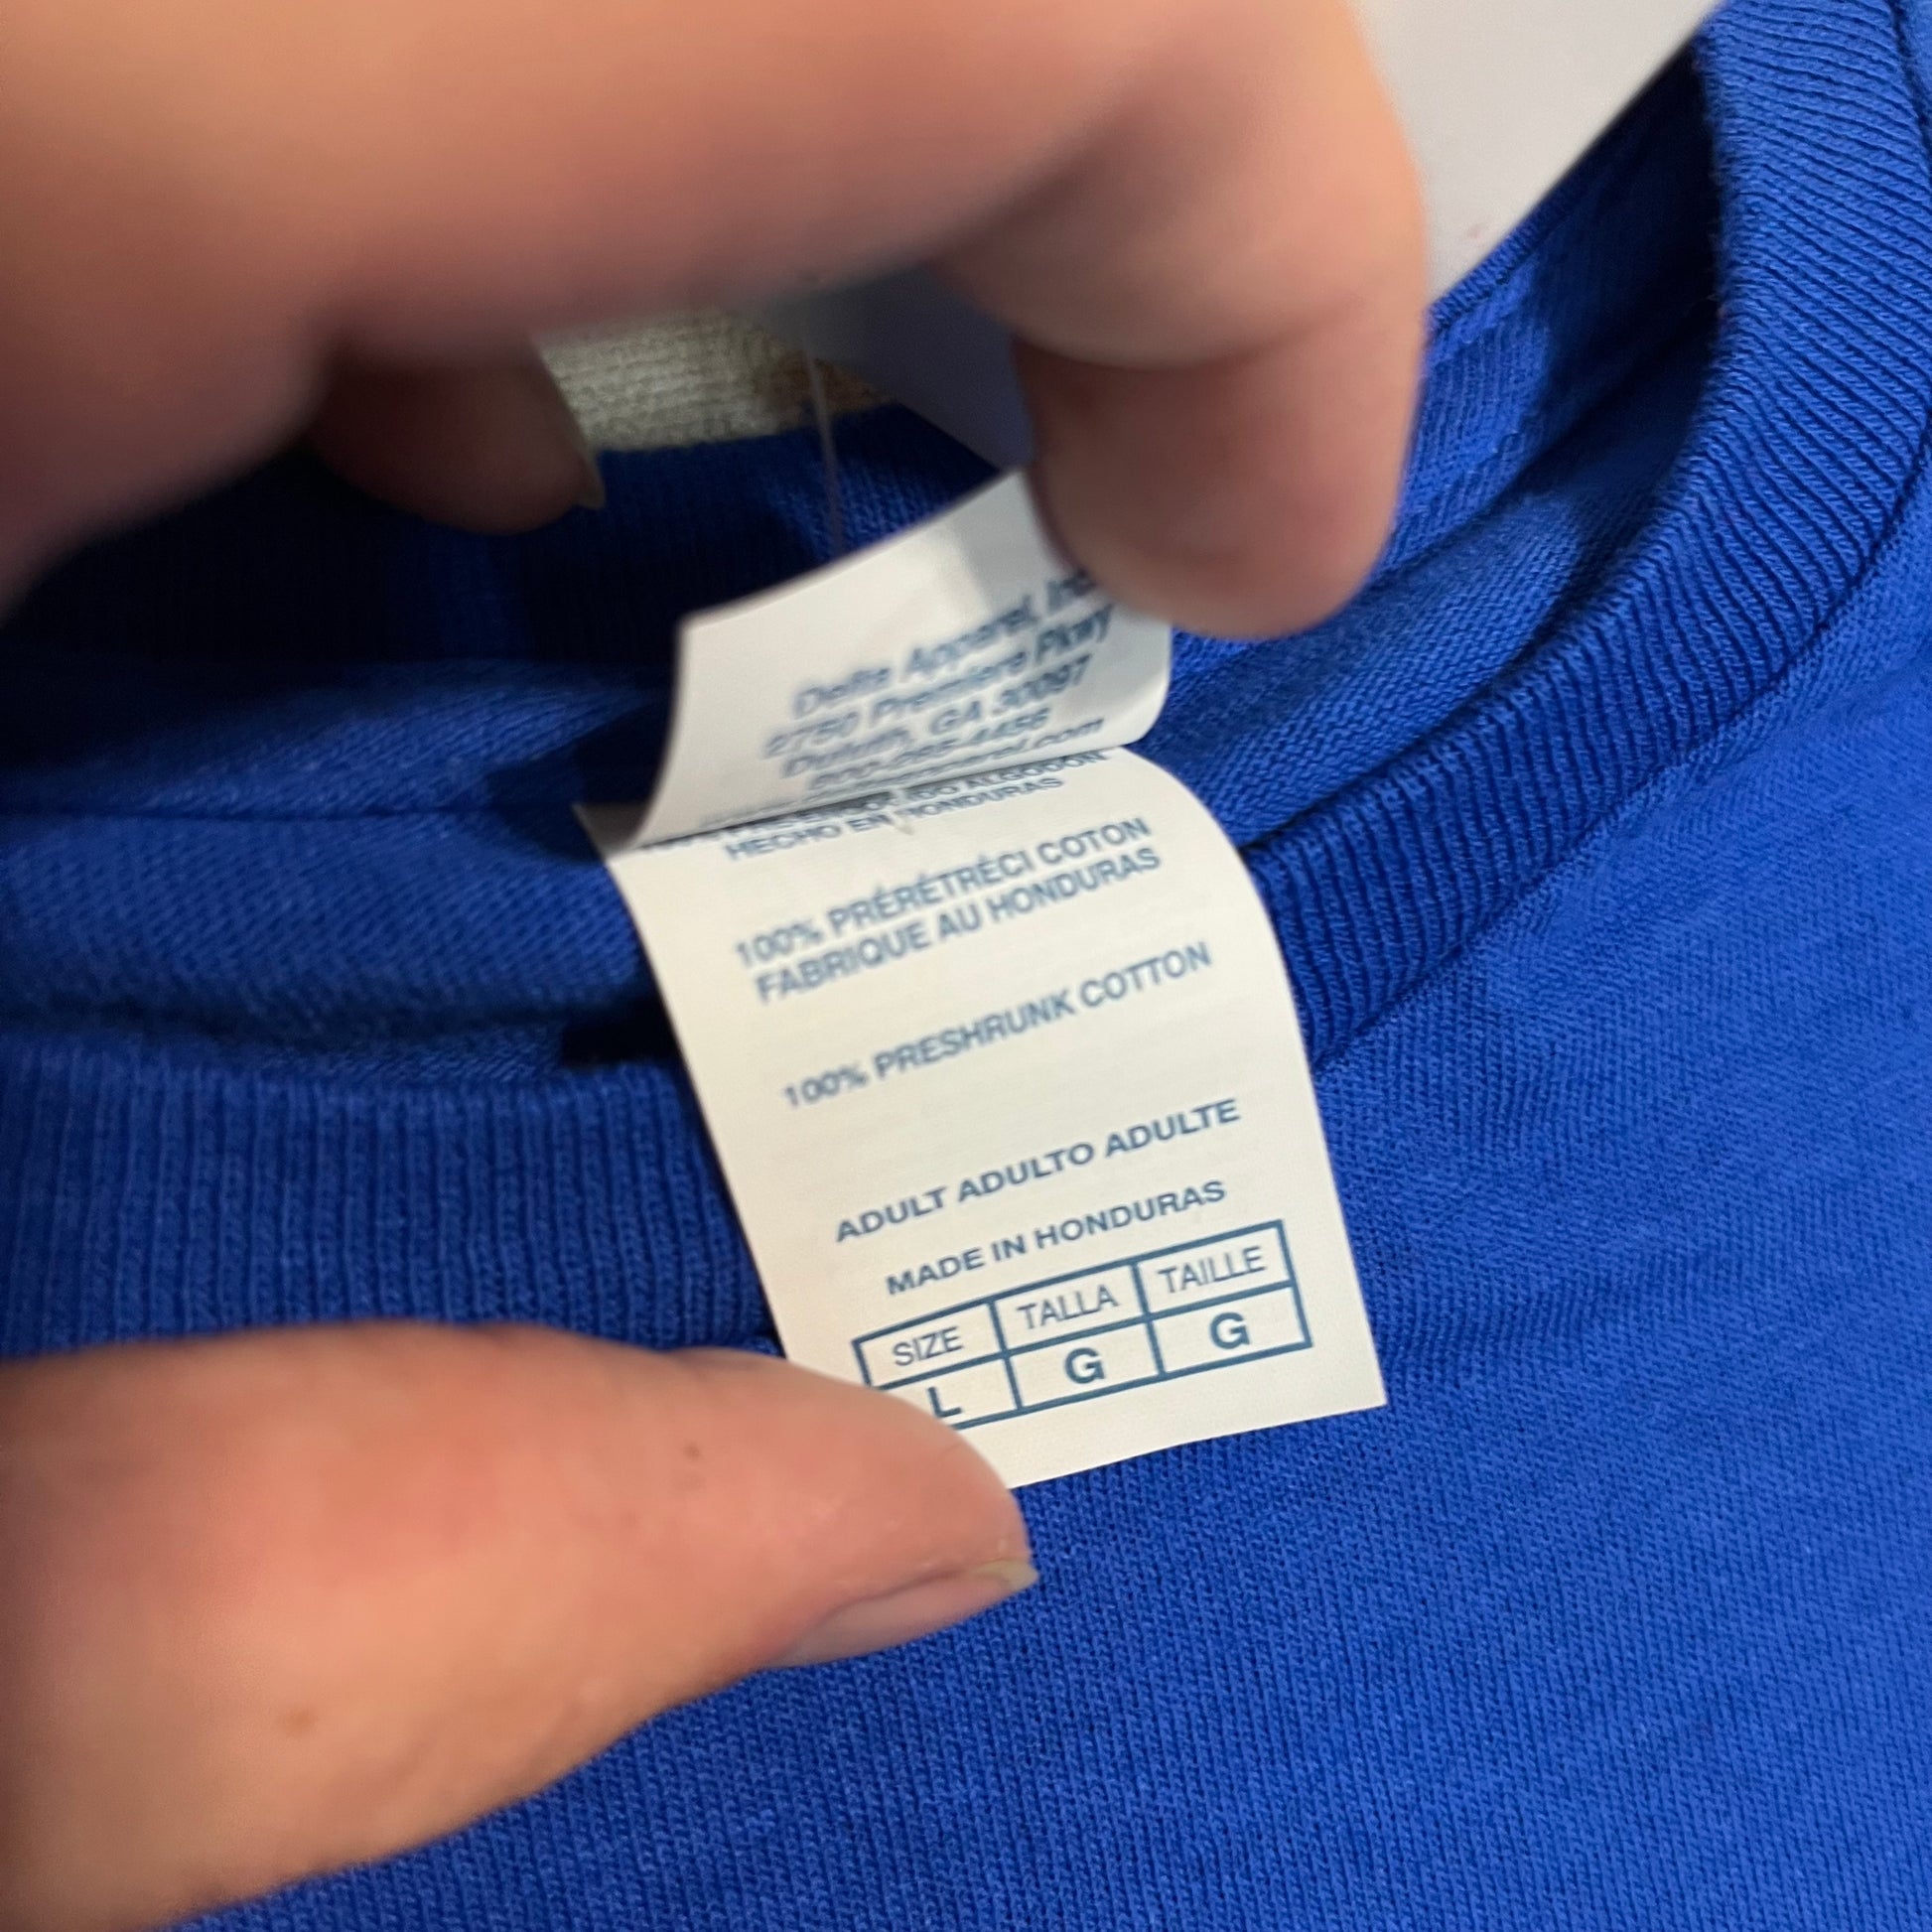 Delta Apparel, Inc
2750 Premiere Pkwy
Duluth, GA 30097
ALGODON
HECHO EN HONDURAS
100% PRÉRÉTRÉCI COTON
FABRIQUE AU HONDURAS
100% PRESHRUNK COTTON
ADULT ADULTO ADULTE
MADE IN HONDURAS
SIZE TALLA TAILLE
L G G